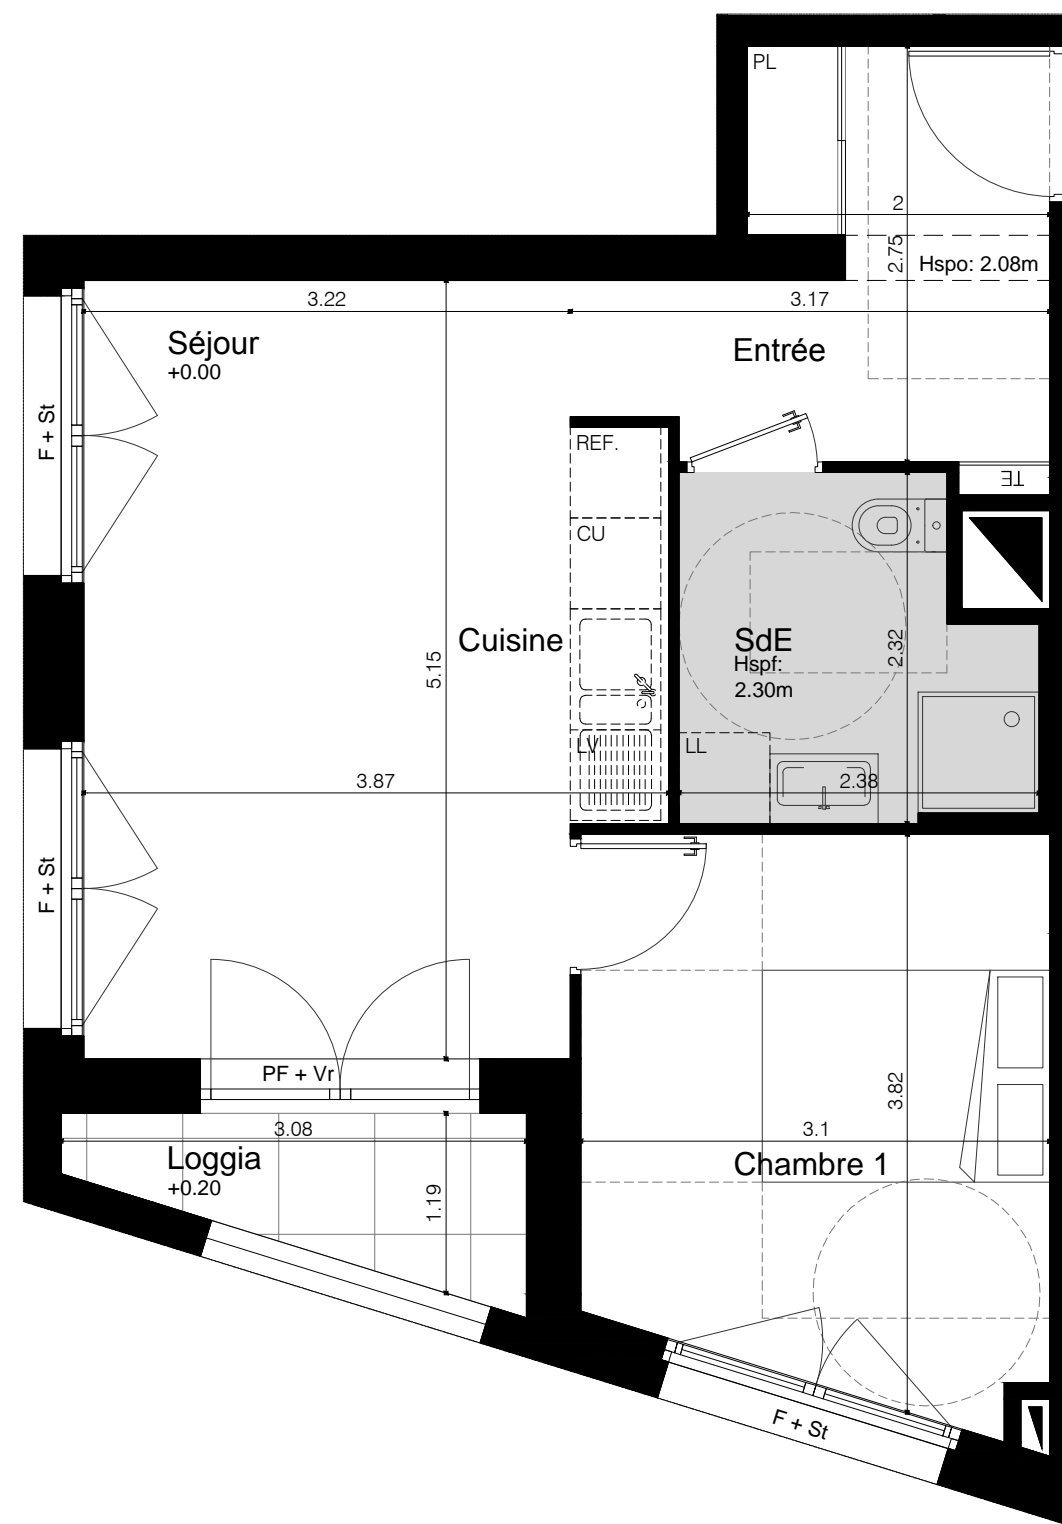 PL
2
2.75
Hspo: 2.08m
3.22
3.17
Séjour
+0.00
Entrée
F + St
REF.
TE
CU
Cuisine
SdE
Hspf:
2.30m
2.32
5.15
LV
LL
3.87
2.38
F + St
PF + Vr
3.82
3.08
3.1
Loggia
+0.20
Chambre 1
1.19
F + St